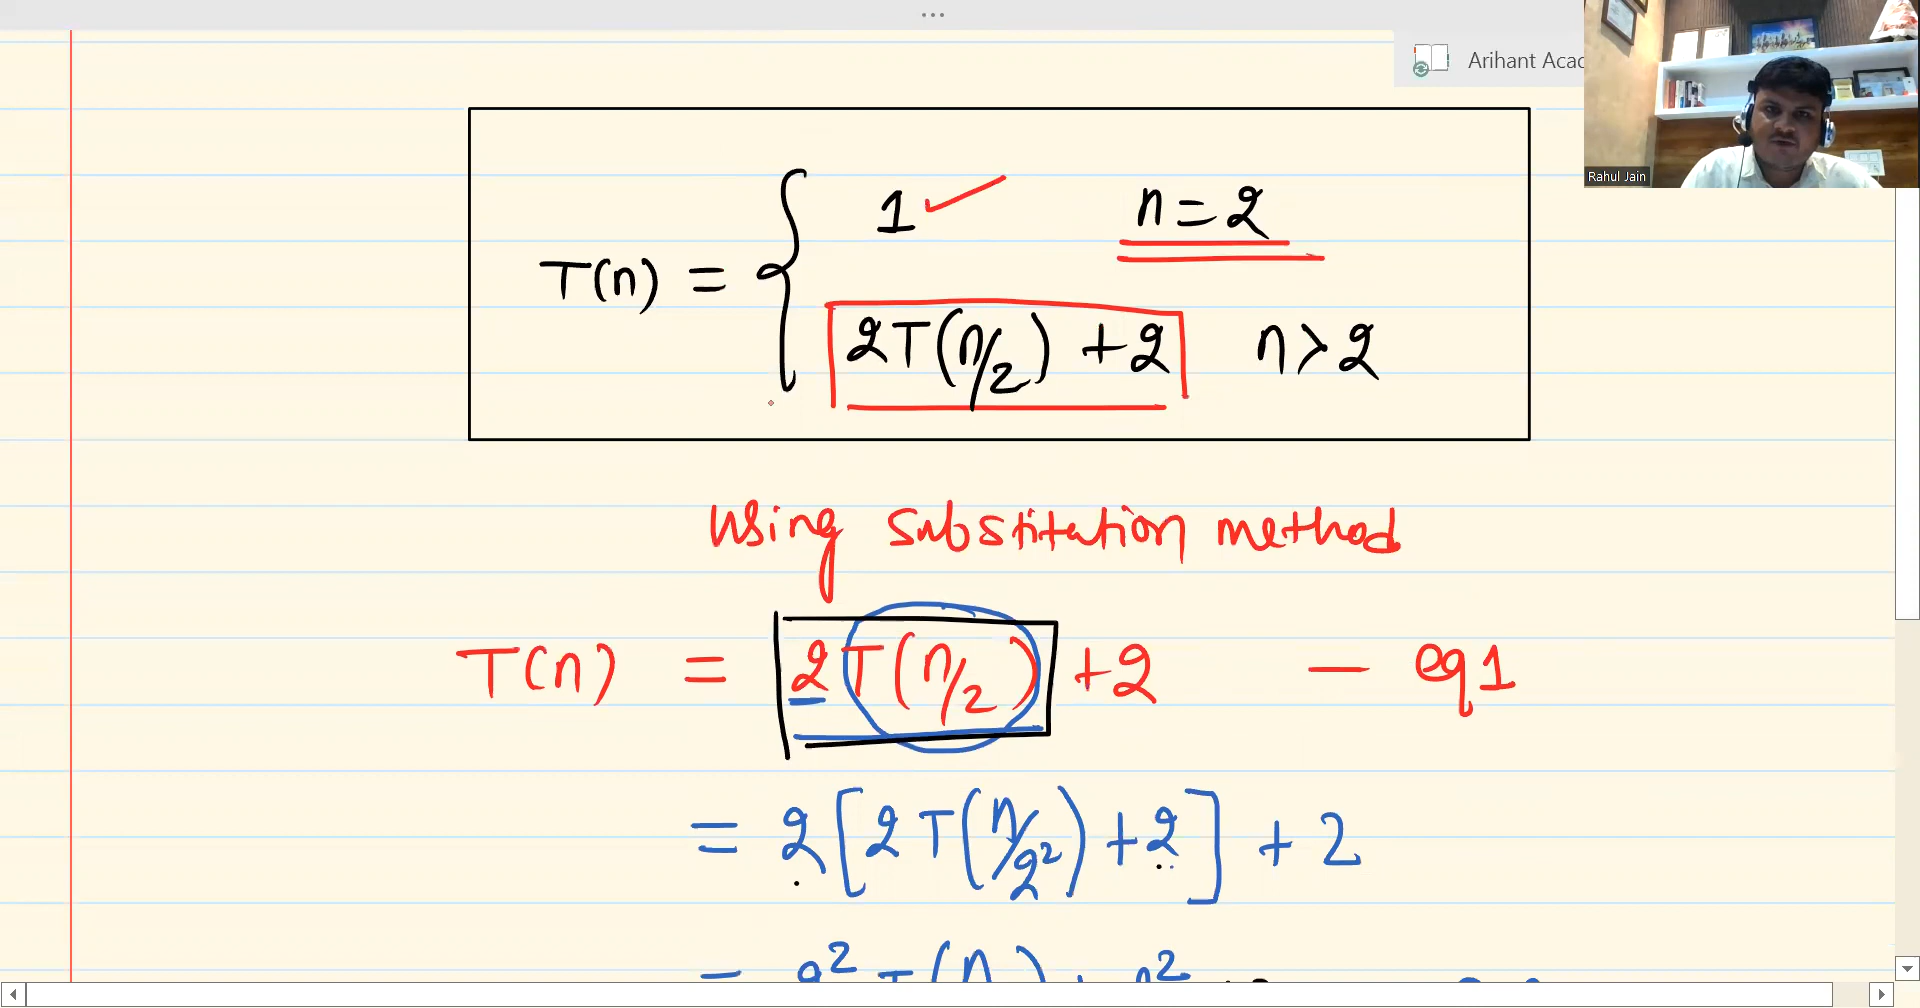 Arihant Acad
Rahul Jain
T(n) = { 1 ✓ n = 2
2T(n/2) + 2 n > 2
Using Substitution method
T(n) = 2T(n/2) + 2 — eq1
= 2[2T(n/2²) + 2] + 2